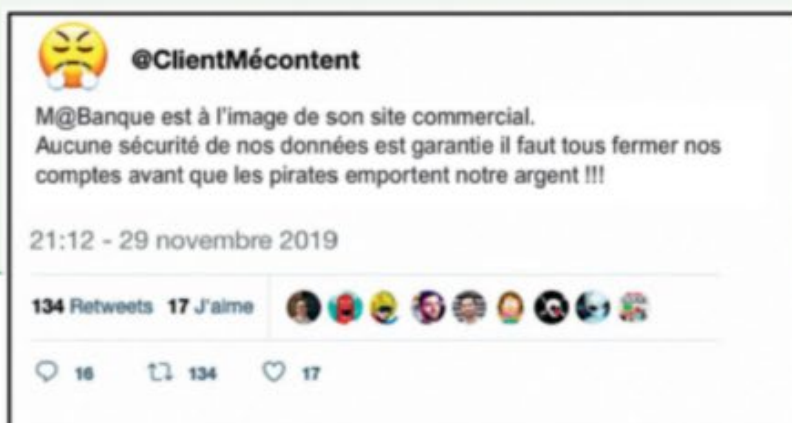 @ClientMécontent
M@Banque est à l'image de son site commercial.
Aucune sécurité de nos données est garantie il faut tous fermer nos
comptes avant que les pirates emportent notre argent !!!
21:12 - 29 novembre 2019
134 Retweets 17 J'aime
16 134 17